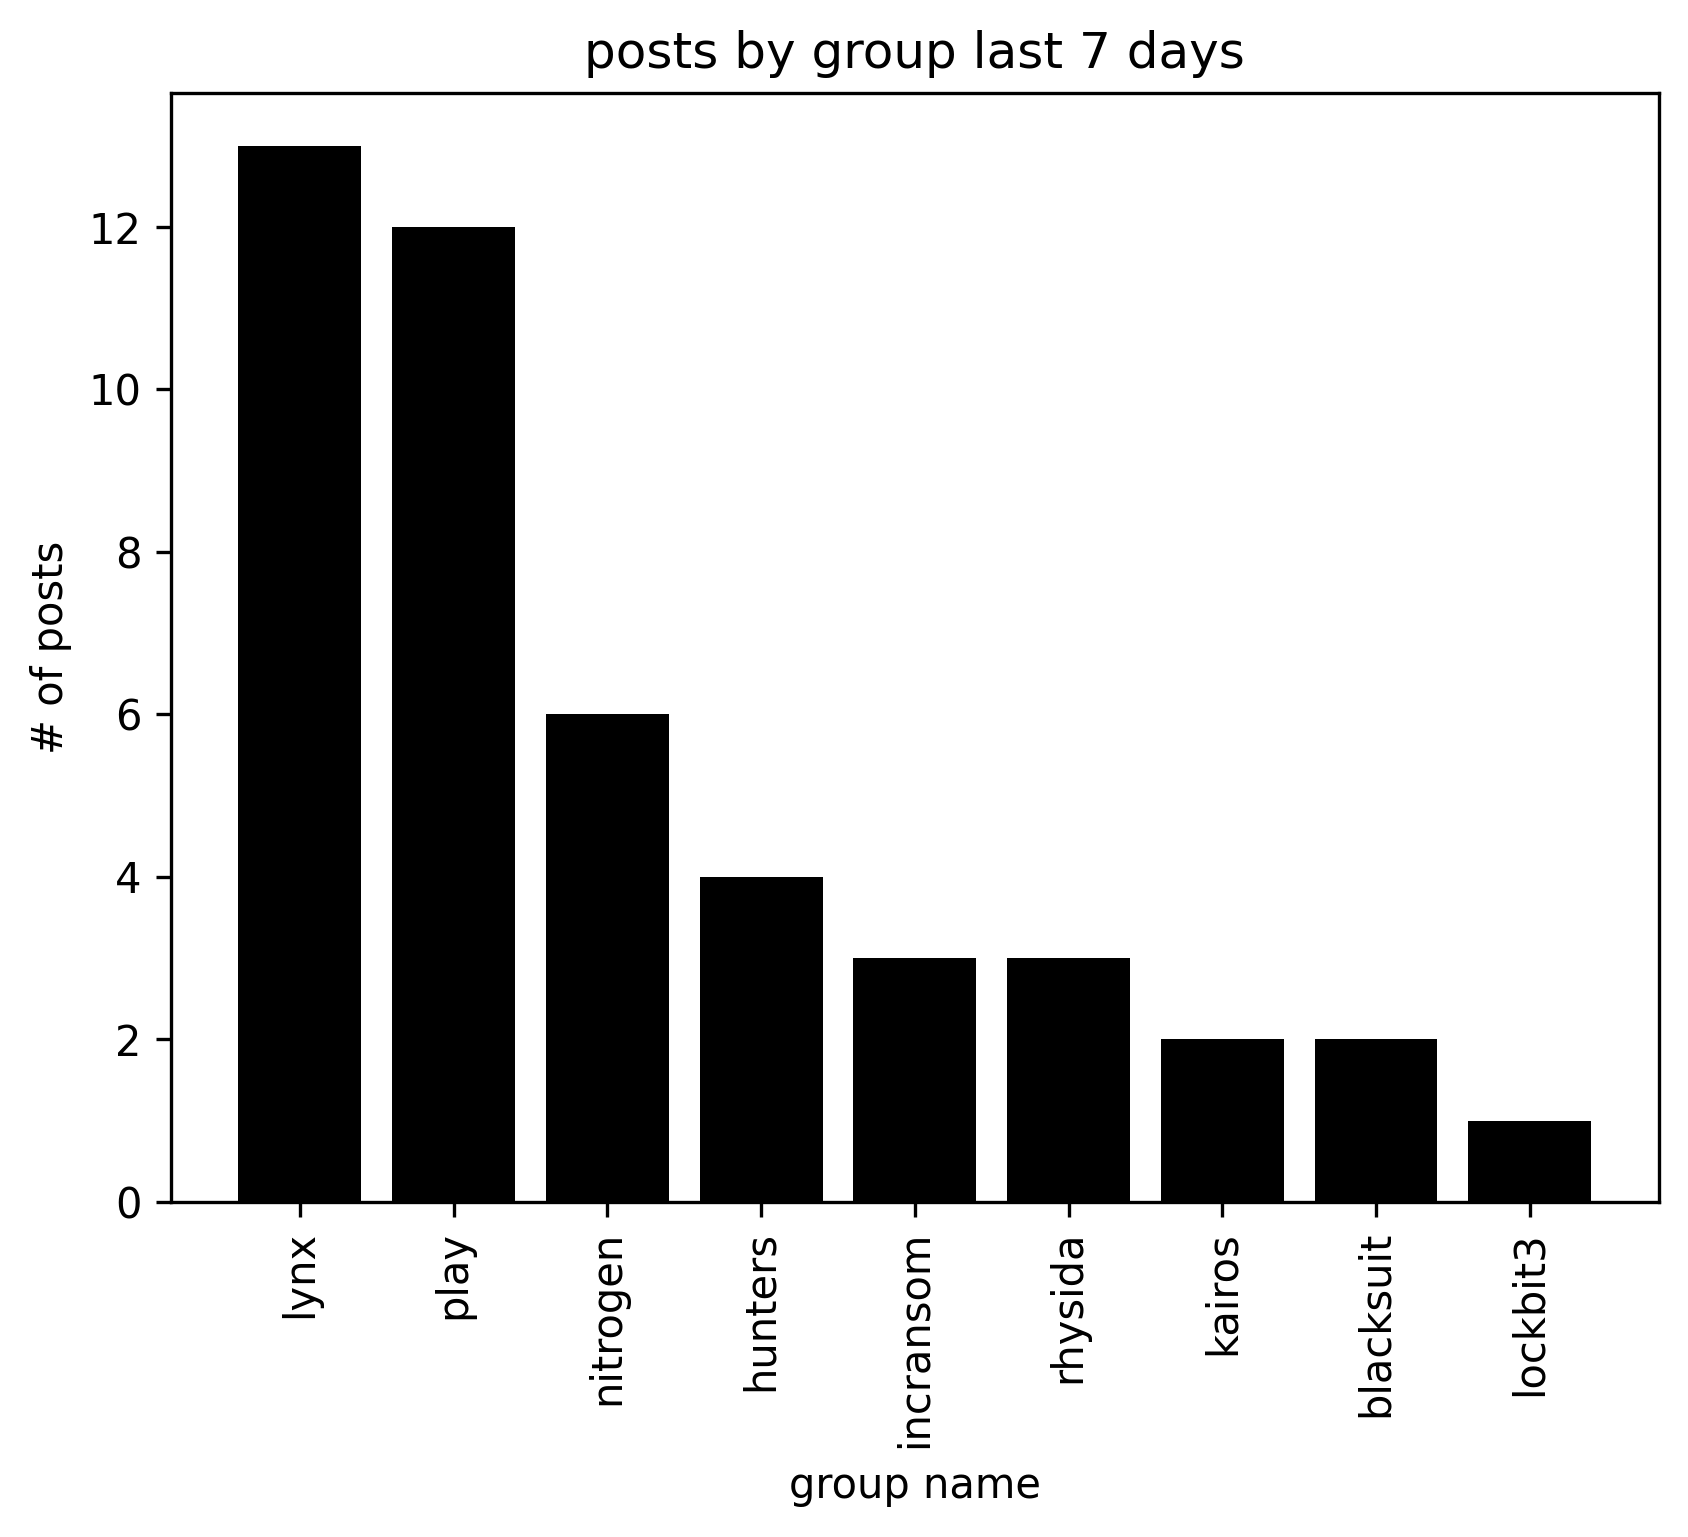 posts by group last 7 days
# of posts
12
10
8
6
4
2
0
lynx
play
nitrogen
hunters
incransom
rhysida
kairos
blacksuit
lockbit3
group name